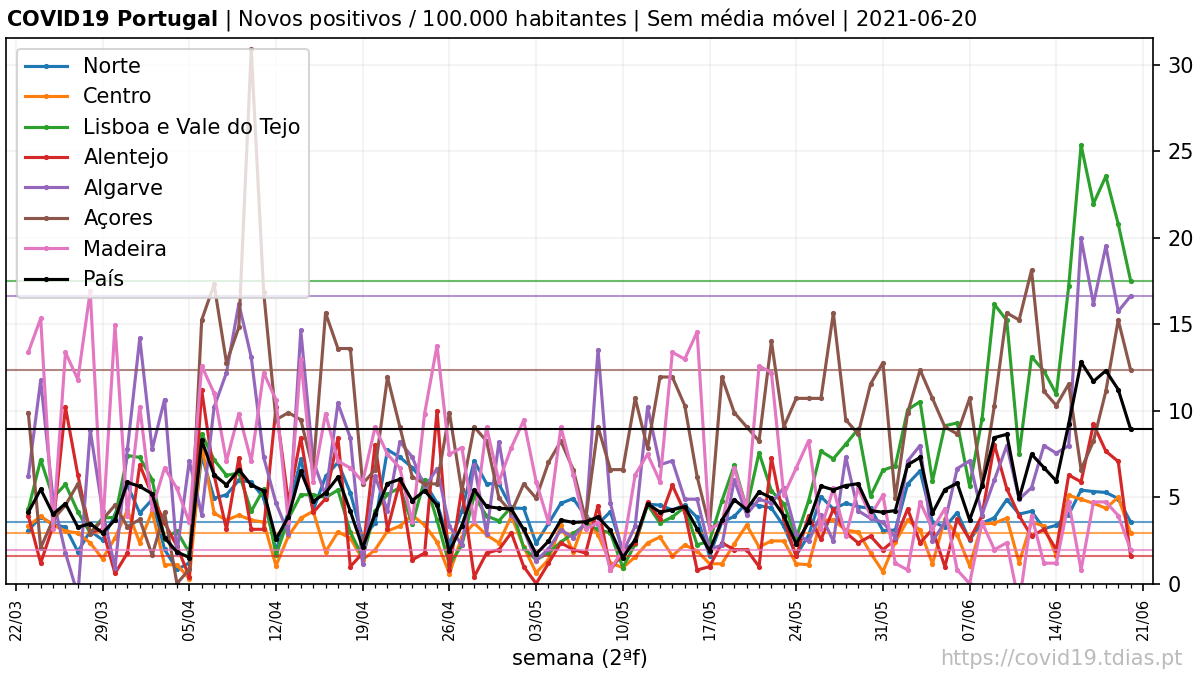 COVID19 Portugal | Novos positivos / 100.000 habitantes | Sem média móvel | 2021-06-20
Norte
Centro
Lisboa e Vale do Tejo
Alentejo
Algarve
Açores
Madeira
País
30
25
20
15
10
5
0
22/03 29/03 05/04 12/04 19/04 26/04 03/05 10/05 17/05 24/05 31/05 07/06 14/06 21/06
semana (2ªf)
https://covid19.tdias.pt